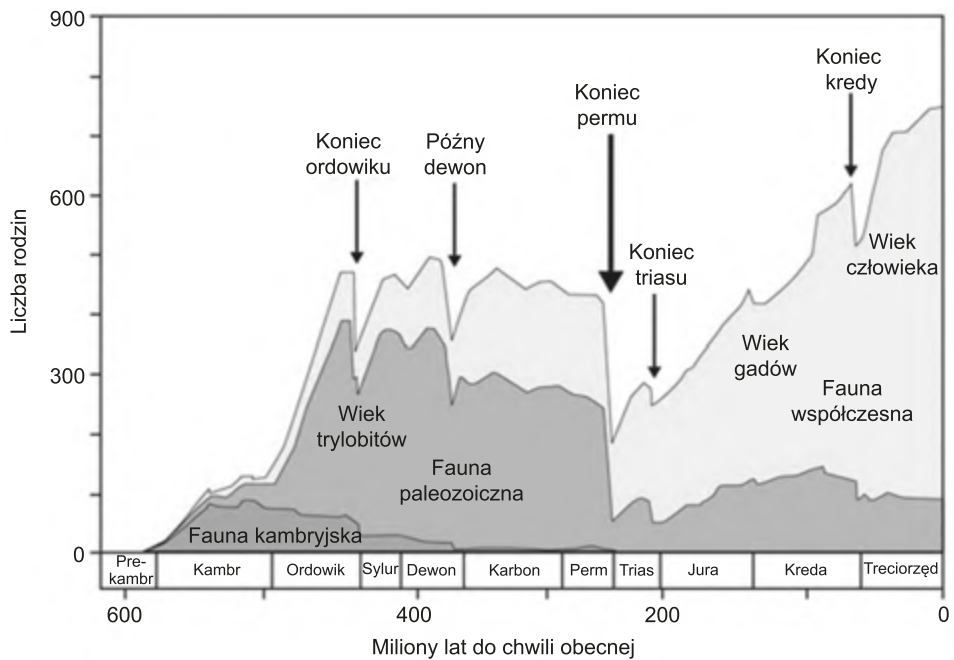 900
600
300
0
Liczba rodzin
Koniec
ordowiku
Późny
dewon
Koniec
permu
Koniec
triasu
Koniec
kredy
Wiek
człowieka
Wiek
gadów
Fauna
współczesna
Wiek
trylobitów
Fauna
paleozoiczna
Fauna kambryjska
Pre-
kambr
Kambr
Ordowik
Sylur
Dewon
Karbon
Perm
Trias
Jura
Kreda
Treciorzęd
600
400
200
0
Miliony lat do chwili obecnej